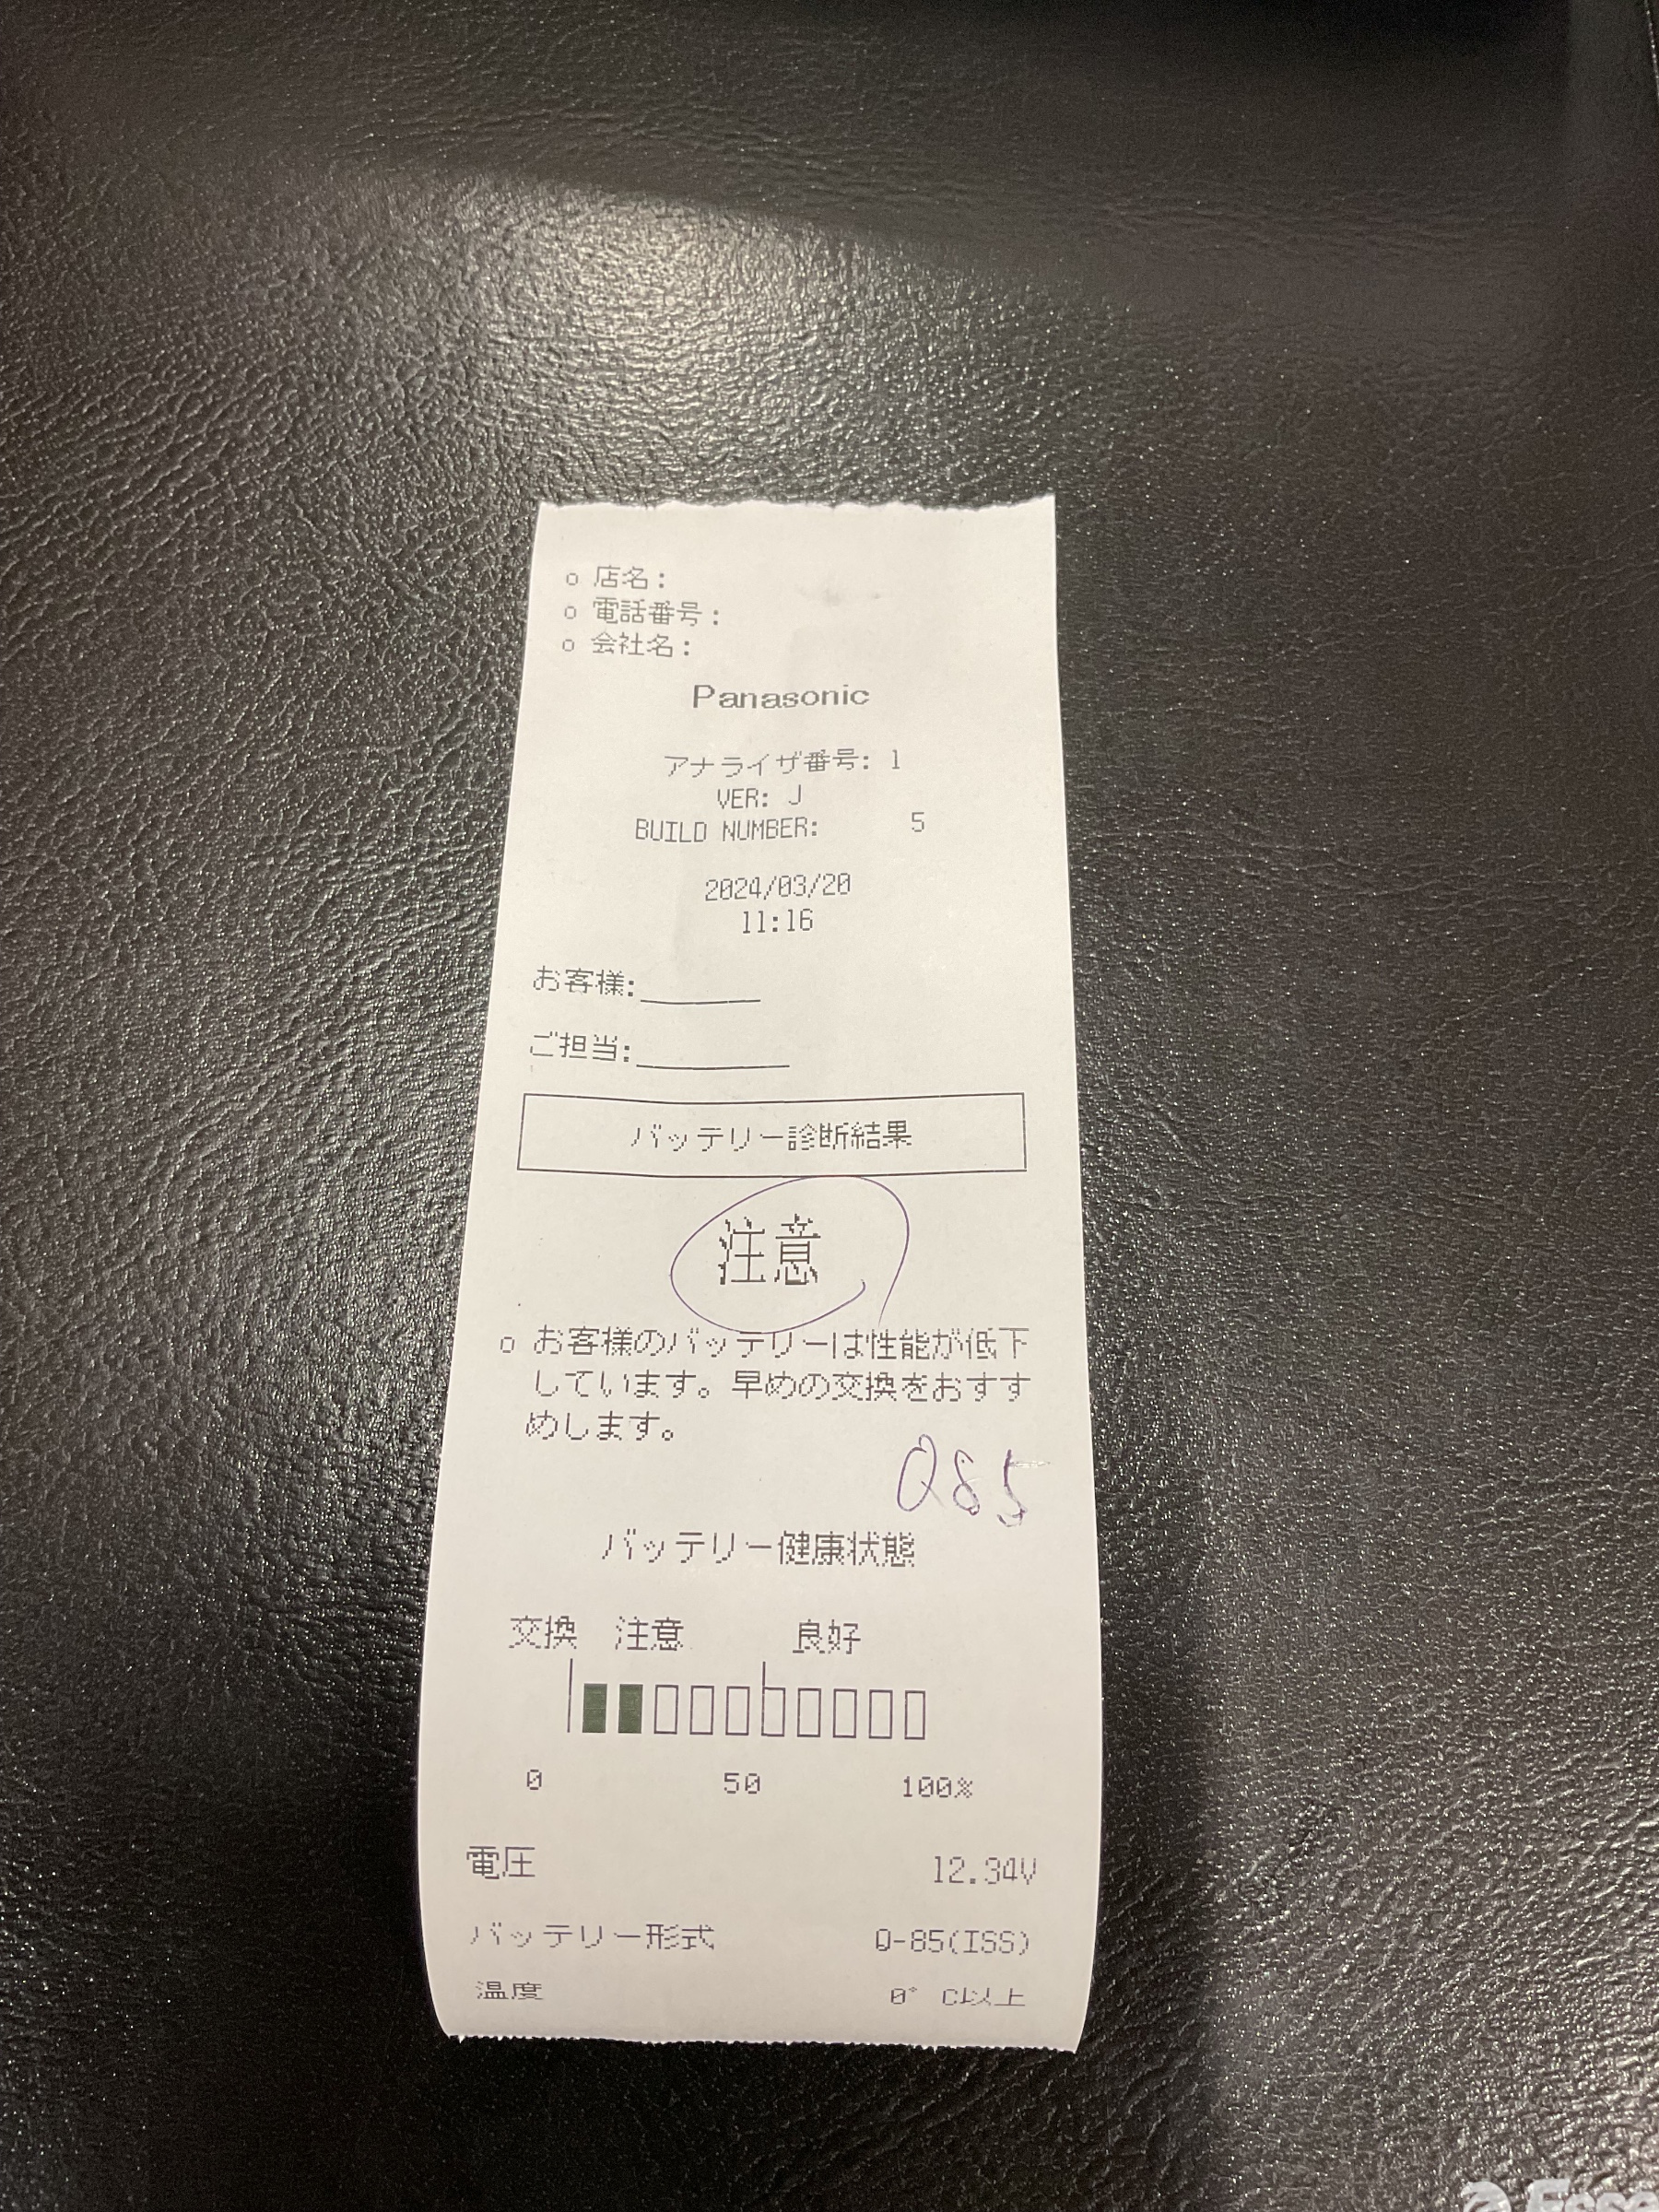 o 店名:
o 電話番号:
o 会社名:
Panasonic
アナライザ番号: 1
VER: J
BUILD NUMBER: 5
2024/03/20
11:16
お客様:
ご担当:
バッテリー診断結果
注意
o お客様のバッテリーは性能が低下
しています。早めの交換をおすす
めします。
Q85
バッテリー健康状態
交換 注意 良好
0 50 100%
電圧 12.34V
バッテリー形式 Q-85(ISS)
温度 0° C以上